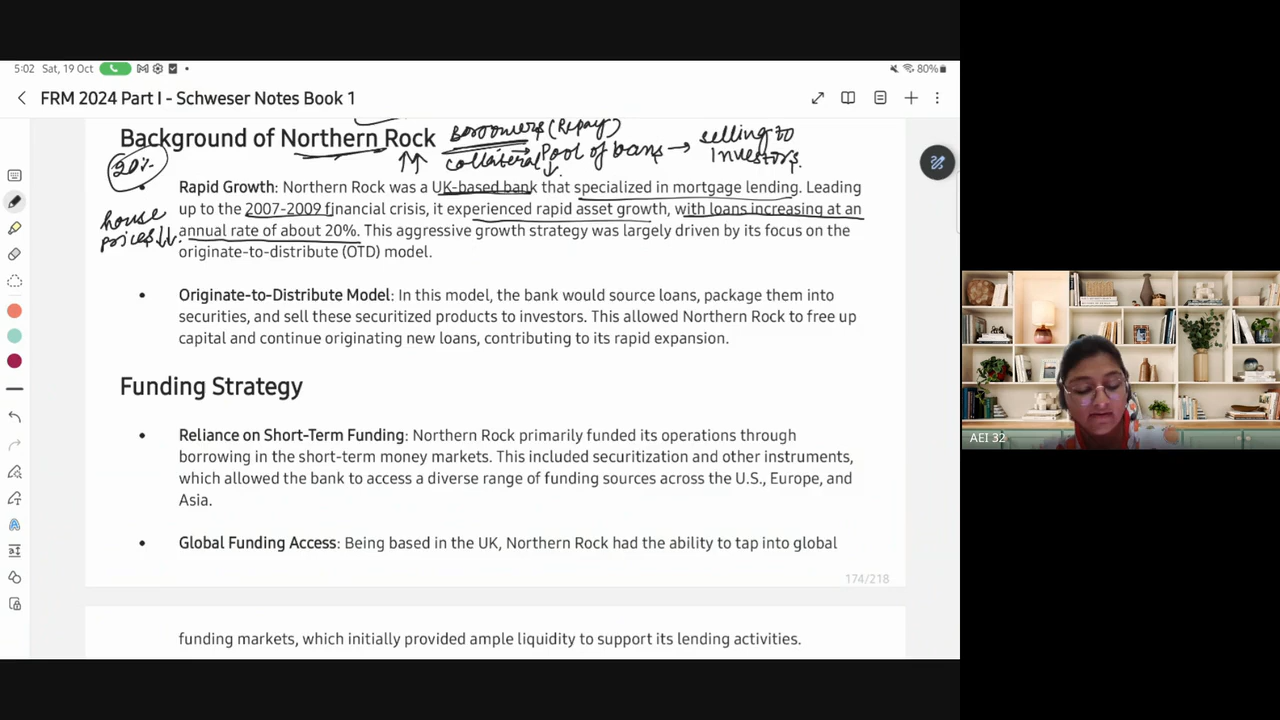 5:02 Sat, 19 Oct 80%
FRM 2024 Part I - Schweser Notes Book 1
Background of Northern Rock
Borrowers (Repay)
Collateral Pool of loans → selling to
Investors.
20%
Rapid Growth: Northern Rock was a UK-based bank that specialized in mortgage lending. Leading
up to the 2007-2009 financial crisis, it experienced rapid asset growth, with loans increasing at an
annual rate of about 20%. This aggressive growth strategy was largely driven by its focus on the
originate-to-distribute (OTD) model.
house
prices ↓↓.
• Originate-to-Distribute Model: In this model, the bank would source loans, package them into
securities, and sell these securitized products to investors. This allowed Northern Rock to free up
capital and continue originating new loans, contributing to its rapid expansion.
Funding Strategy
• Reliance on Short-Term Funding: Northern Rock primarily funded its operations through
borrowing in the short-term money markets. This included securitization and other instruments,
which allowed the bank to access a diverse range of funding sources across the U.S., Europe, and
Asia.
• Global Funding Access: Being based in the UK, Northern Rock had the ability to tap into global
174/218
funding markets, which initially provided ample liquidity to support its lending activities.
AEI 32